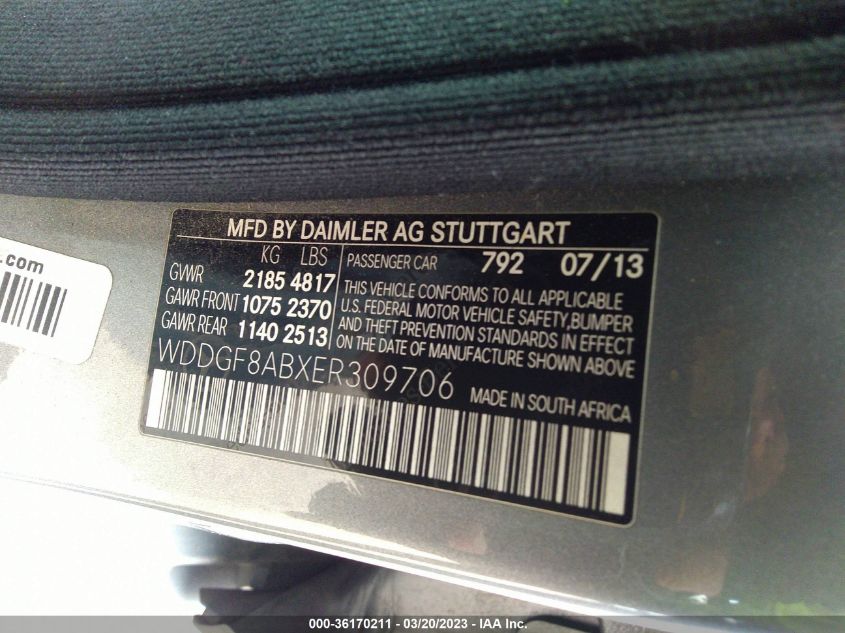 .com
MFD BY DAIMLER AG STUTTGART
KG LBS
GVWR 2185 4817
GAWR FRONT 1075 2370
GAWR REAR 1140 2513
PASSENGER CAR 792 07/13
THIS VEHICLE CONFORMS TO ALL APPLICABLE
U.S. FEDERAL MOTOR VEHICLE SAFETY, BUMPER
AND THEFT PREVENTION STANDARDS IN EFFECT
ON THE DATE OF MANUFACTURE SHOWN ABOVE
WDDGF8ABXER309706
MADE IN SOUTH AFRICA
000-36170211 - 03/20/2023 - IAA Inc.